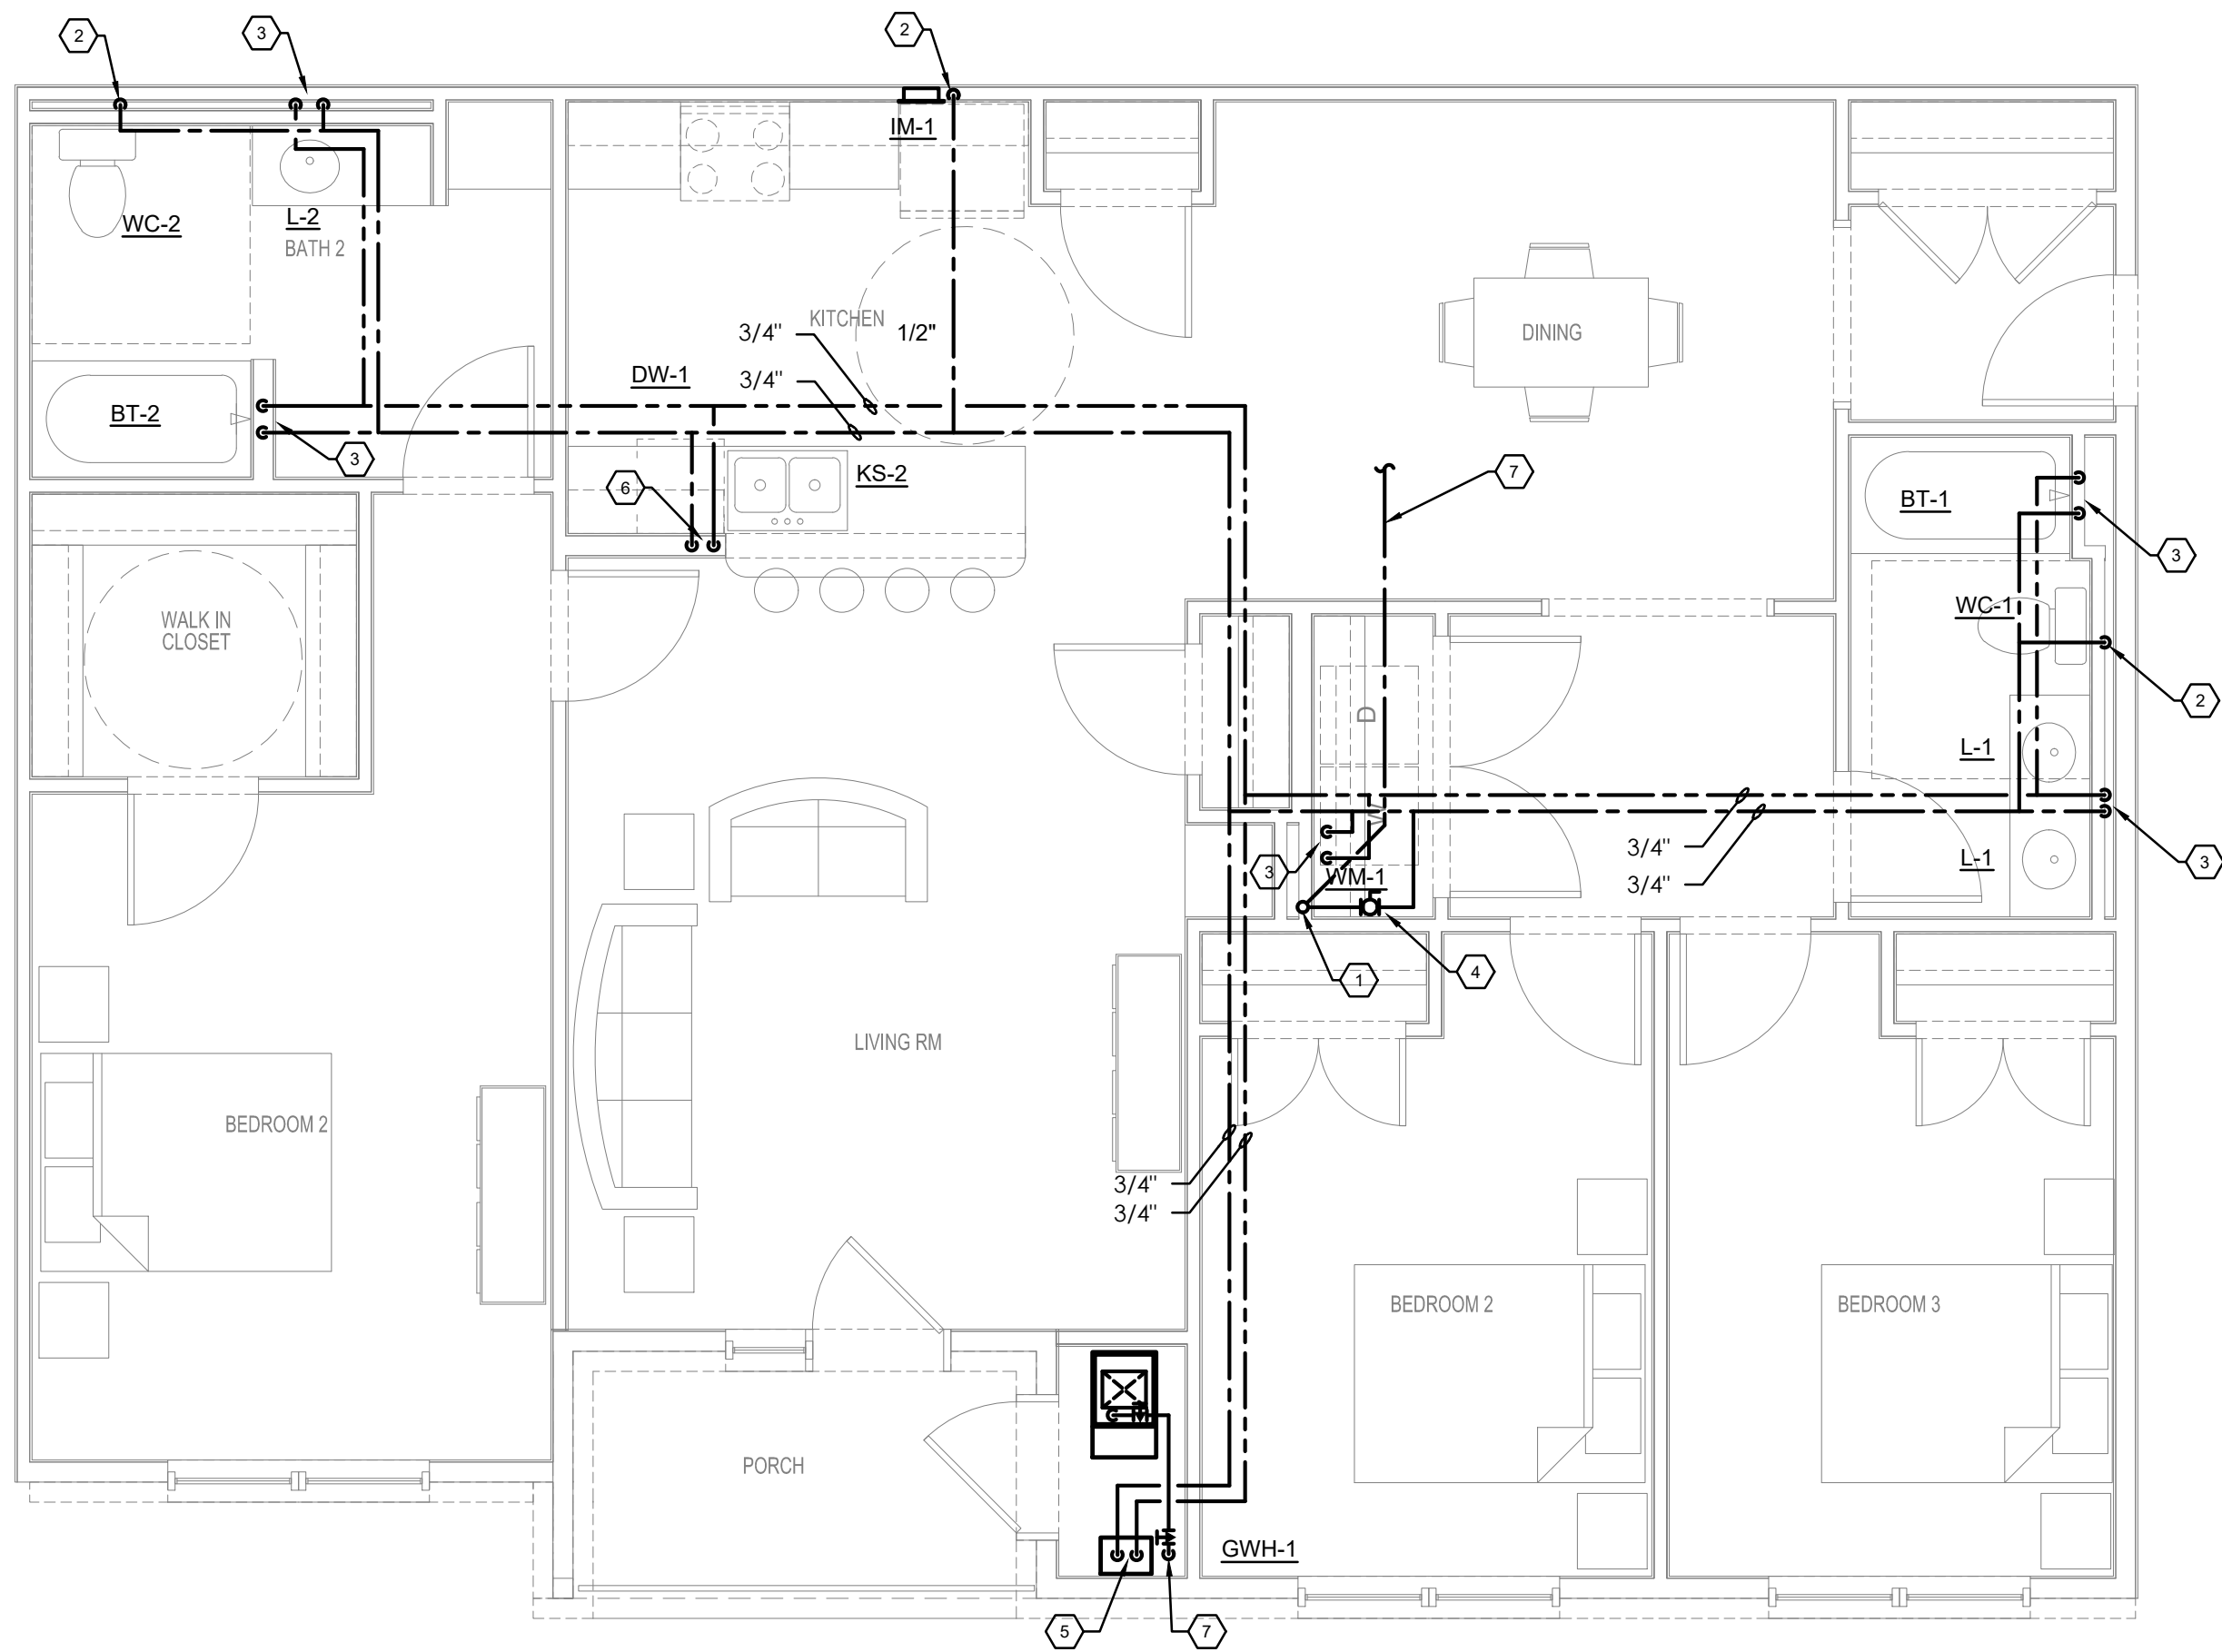 2
3
2
IM-1
WC-2
L-2
BATH 2
KITCHEN
1/2"
3/4"
DINING
DW-1
3/4"
BT-2
3
KS-2
7
6
BT-1
3
WALK IN
CLOSET
WC-1
2
D
L-1
W
3/4"
L-1
3
3
WM-1
3/4"
1
4
LIVING RM
BEDROOM 2
3/4"
3/4"
BEDROOM 2
BEDROOM 3
PORCH
GWH-1
5
7